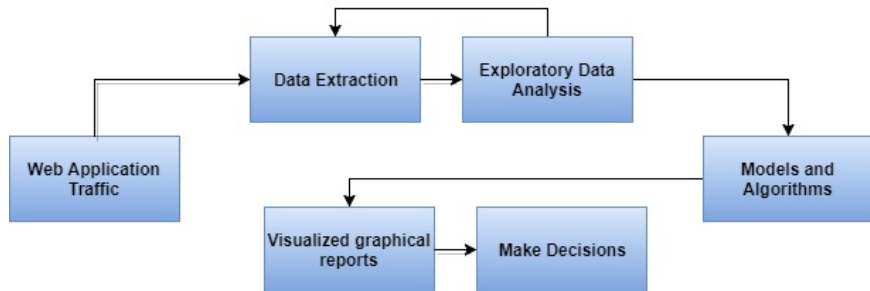 Data Extraction
Exploratory Data
Analysis
Web Application
Traffic
Models and
Algorithms
Visualized graphical
reports
Make Decisions